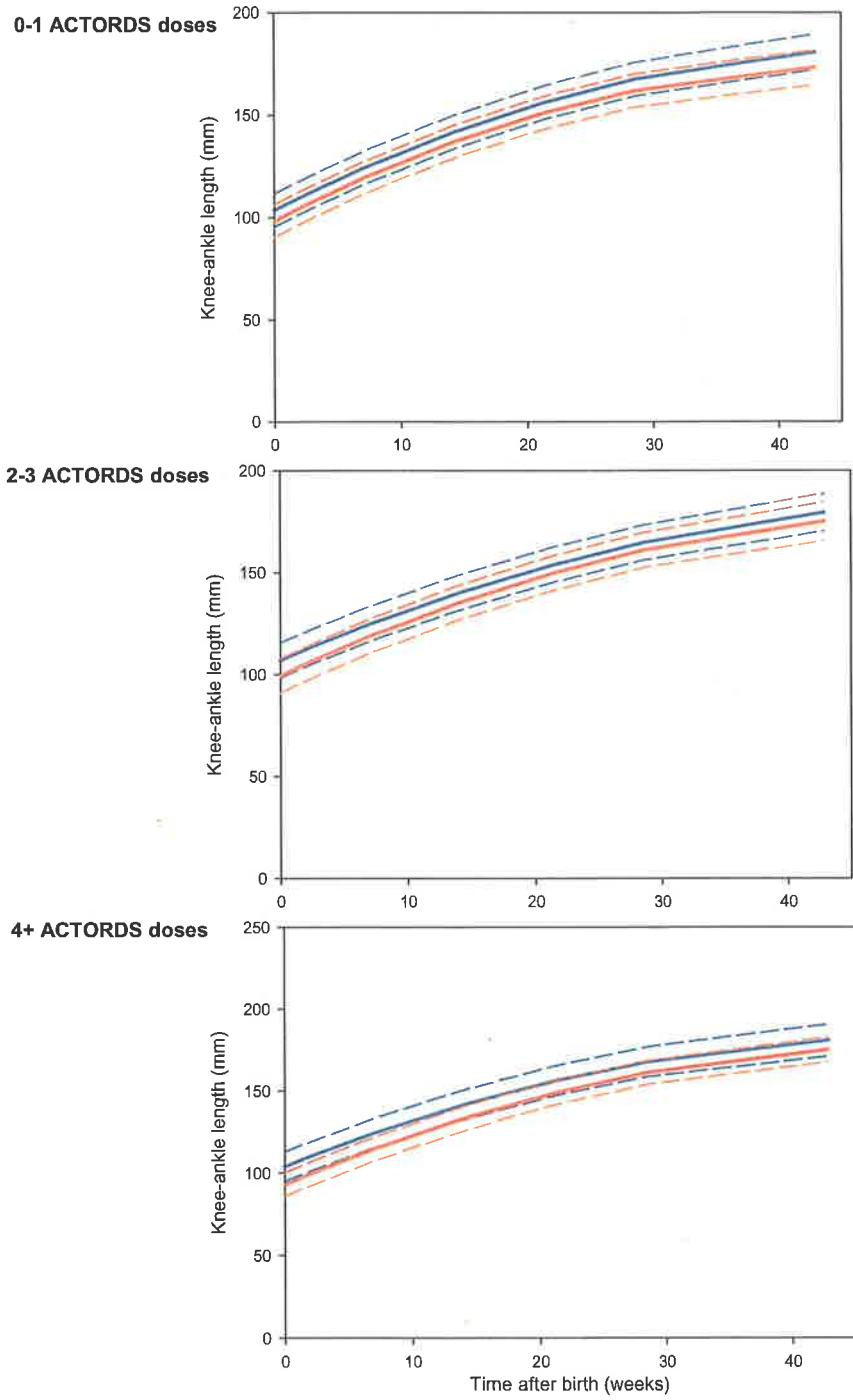 0-1 ACTORDS doses
200
150
100
50
0
Knee-ankle length (mm)
0 10 20 30 40
2-3 ACTORDS doses
200
150
100
50
0
Knee-ankle length (mm)
0 10 20 30 40
4+ ACTORDS doses
250
200
150
100
50
0
Knee-ankle length (mm)
0 10 20 30 40
Time after birth (weeks)